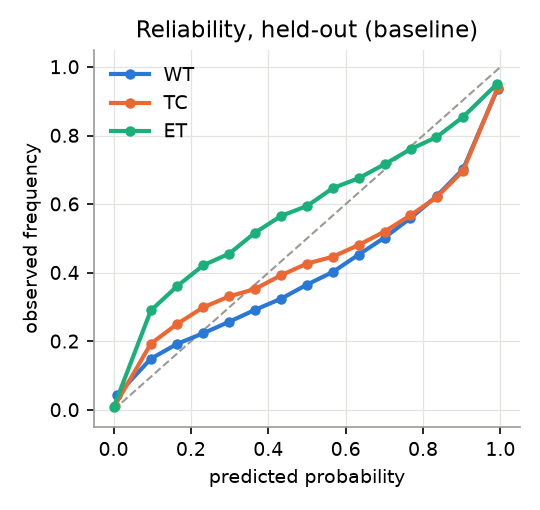 Reliability, held-out (baseline)
WT
TC
ET
observed frequency
1.0
0.8
0.6
0.4
0.2
0.0
0.0 0.2 0.4 0.6 0.8 1.0
predicted probability